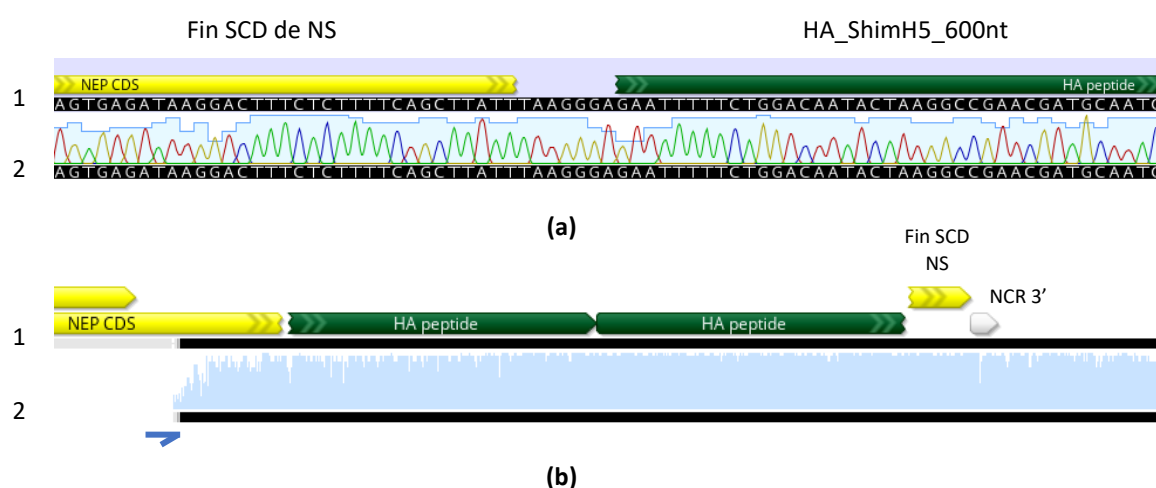 Fin SCD de NS HA_ShimH5_600nt
NEP CDS HA peptide
1 AGTGAGATAAGGACTTTCTCTTTTCAGCTTATTTAAGGGAGAATTTTTCTGGACAATACTAAGGCCGAACGATGCAATC
2 AGTGAGATAAGGACTTTCTCTTTTCAGCTTATTTAAGGGAGAATTTTTCTGGACAATACTAAGGCCGAACGATGCAATC
(a)
Fin SCD
NS
NCR 3’
NEP CDS HA peptide HA peptide
1
2
(b)